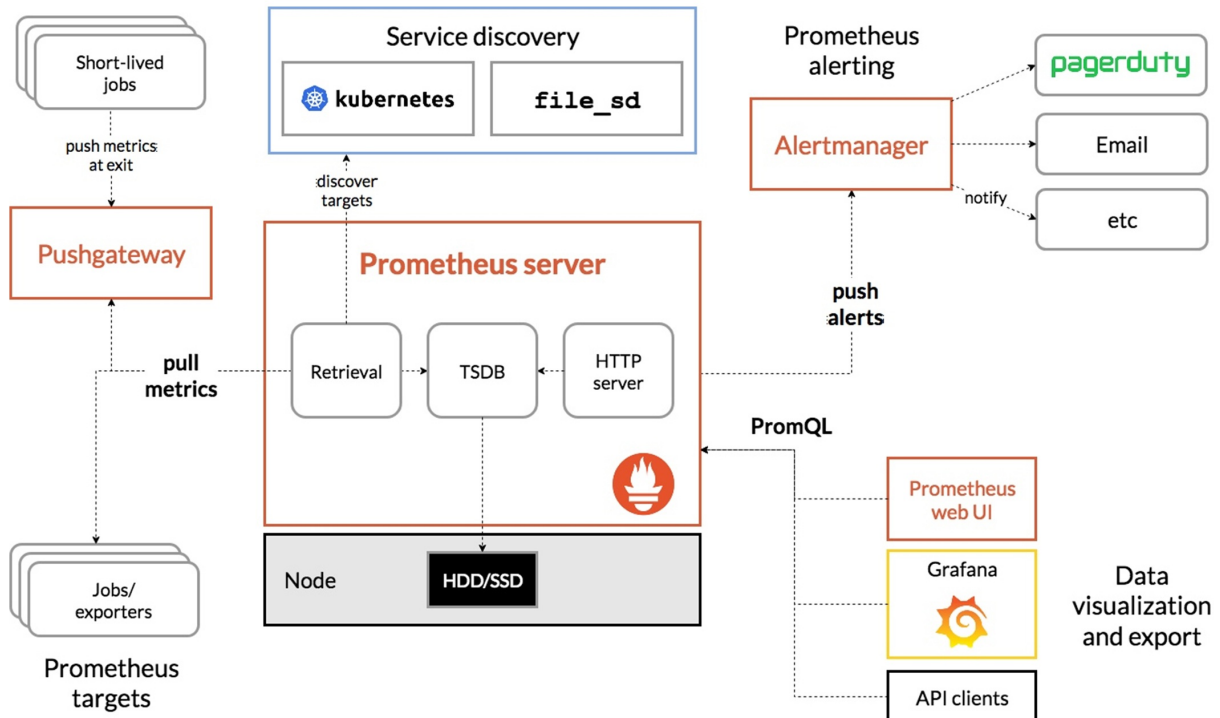 Short-lived
jobs
push metrics
at exit
Pushgateway
pull
metrics
Jobs/
exporters
Prometheus
targets
Service discovery
kubernetes
file_sd
discover
targets
Prometheus server
Retrieval
TSDB
HTTP
server
Node
HDD/SSD
Prometheus
alerting
Alertmanager
push
alerts
notify
pagerduty
Email
etc
PromQL
Prometheus
web UI
Grafana
API clients
Data
visualization
and export